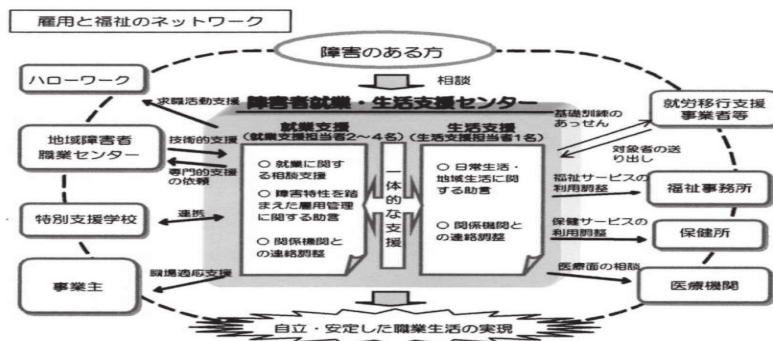 雇用と福祉のネットワーク
障害のある方
相談
ハローワーク
求職活動支援
障害者就業・生活支援センター
基礎訓練の
あっせん
就労移行支援
事業者等
対象者の送
り出し
地域障害者
職業センター
技術的支援
専門的支援
の依頼
就業支援
(就業支援担当者2~4名)
生活支援
(生活支援担当者1名)
○ 就業に関す
る相談支援
○ 障害特性を踏
まえた雇用管理
に関する助言
○ 関係機関と
の連絡調整
一体的な支援
○ 日常生活・
地域生活に関
する助言
○ 関係機関と
の連絡調整
福祉サービスの
利用調整
福祉事務所
特別支援学校
連携
保健サービスの
利用調整
保健所
事業主
職場適応支援
医療面の相談
医療機関
自立・安定した職業生活の実現